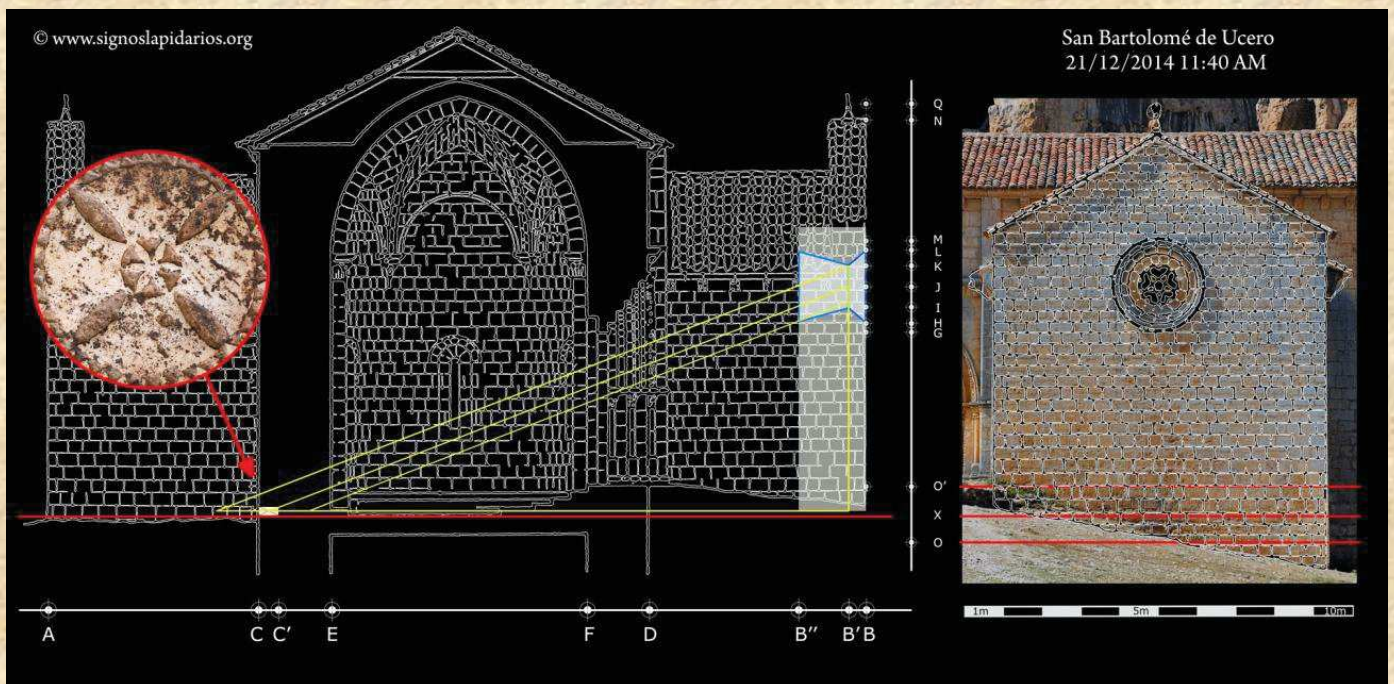 © www.signoslapidarios.org
San Bartolomé de Ucero
21/12/2014 11:40 AM
Q
N
M
L
K
J
I
H
G
O'
X
O
1m 5m 10m
A C C' E F D B'' B' B